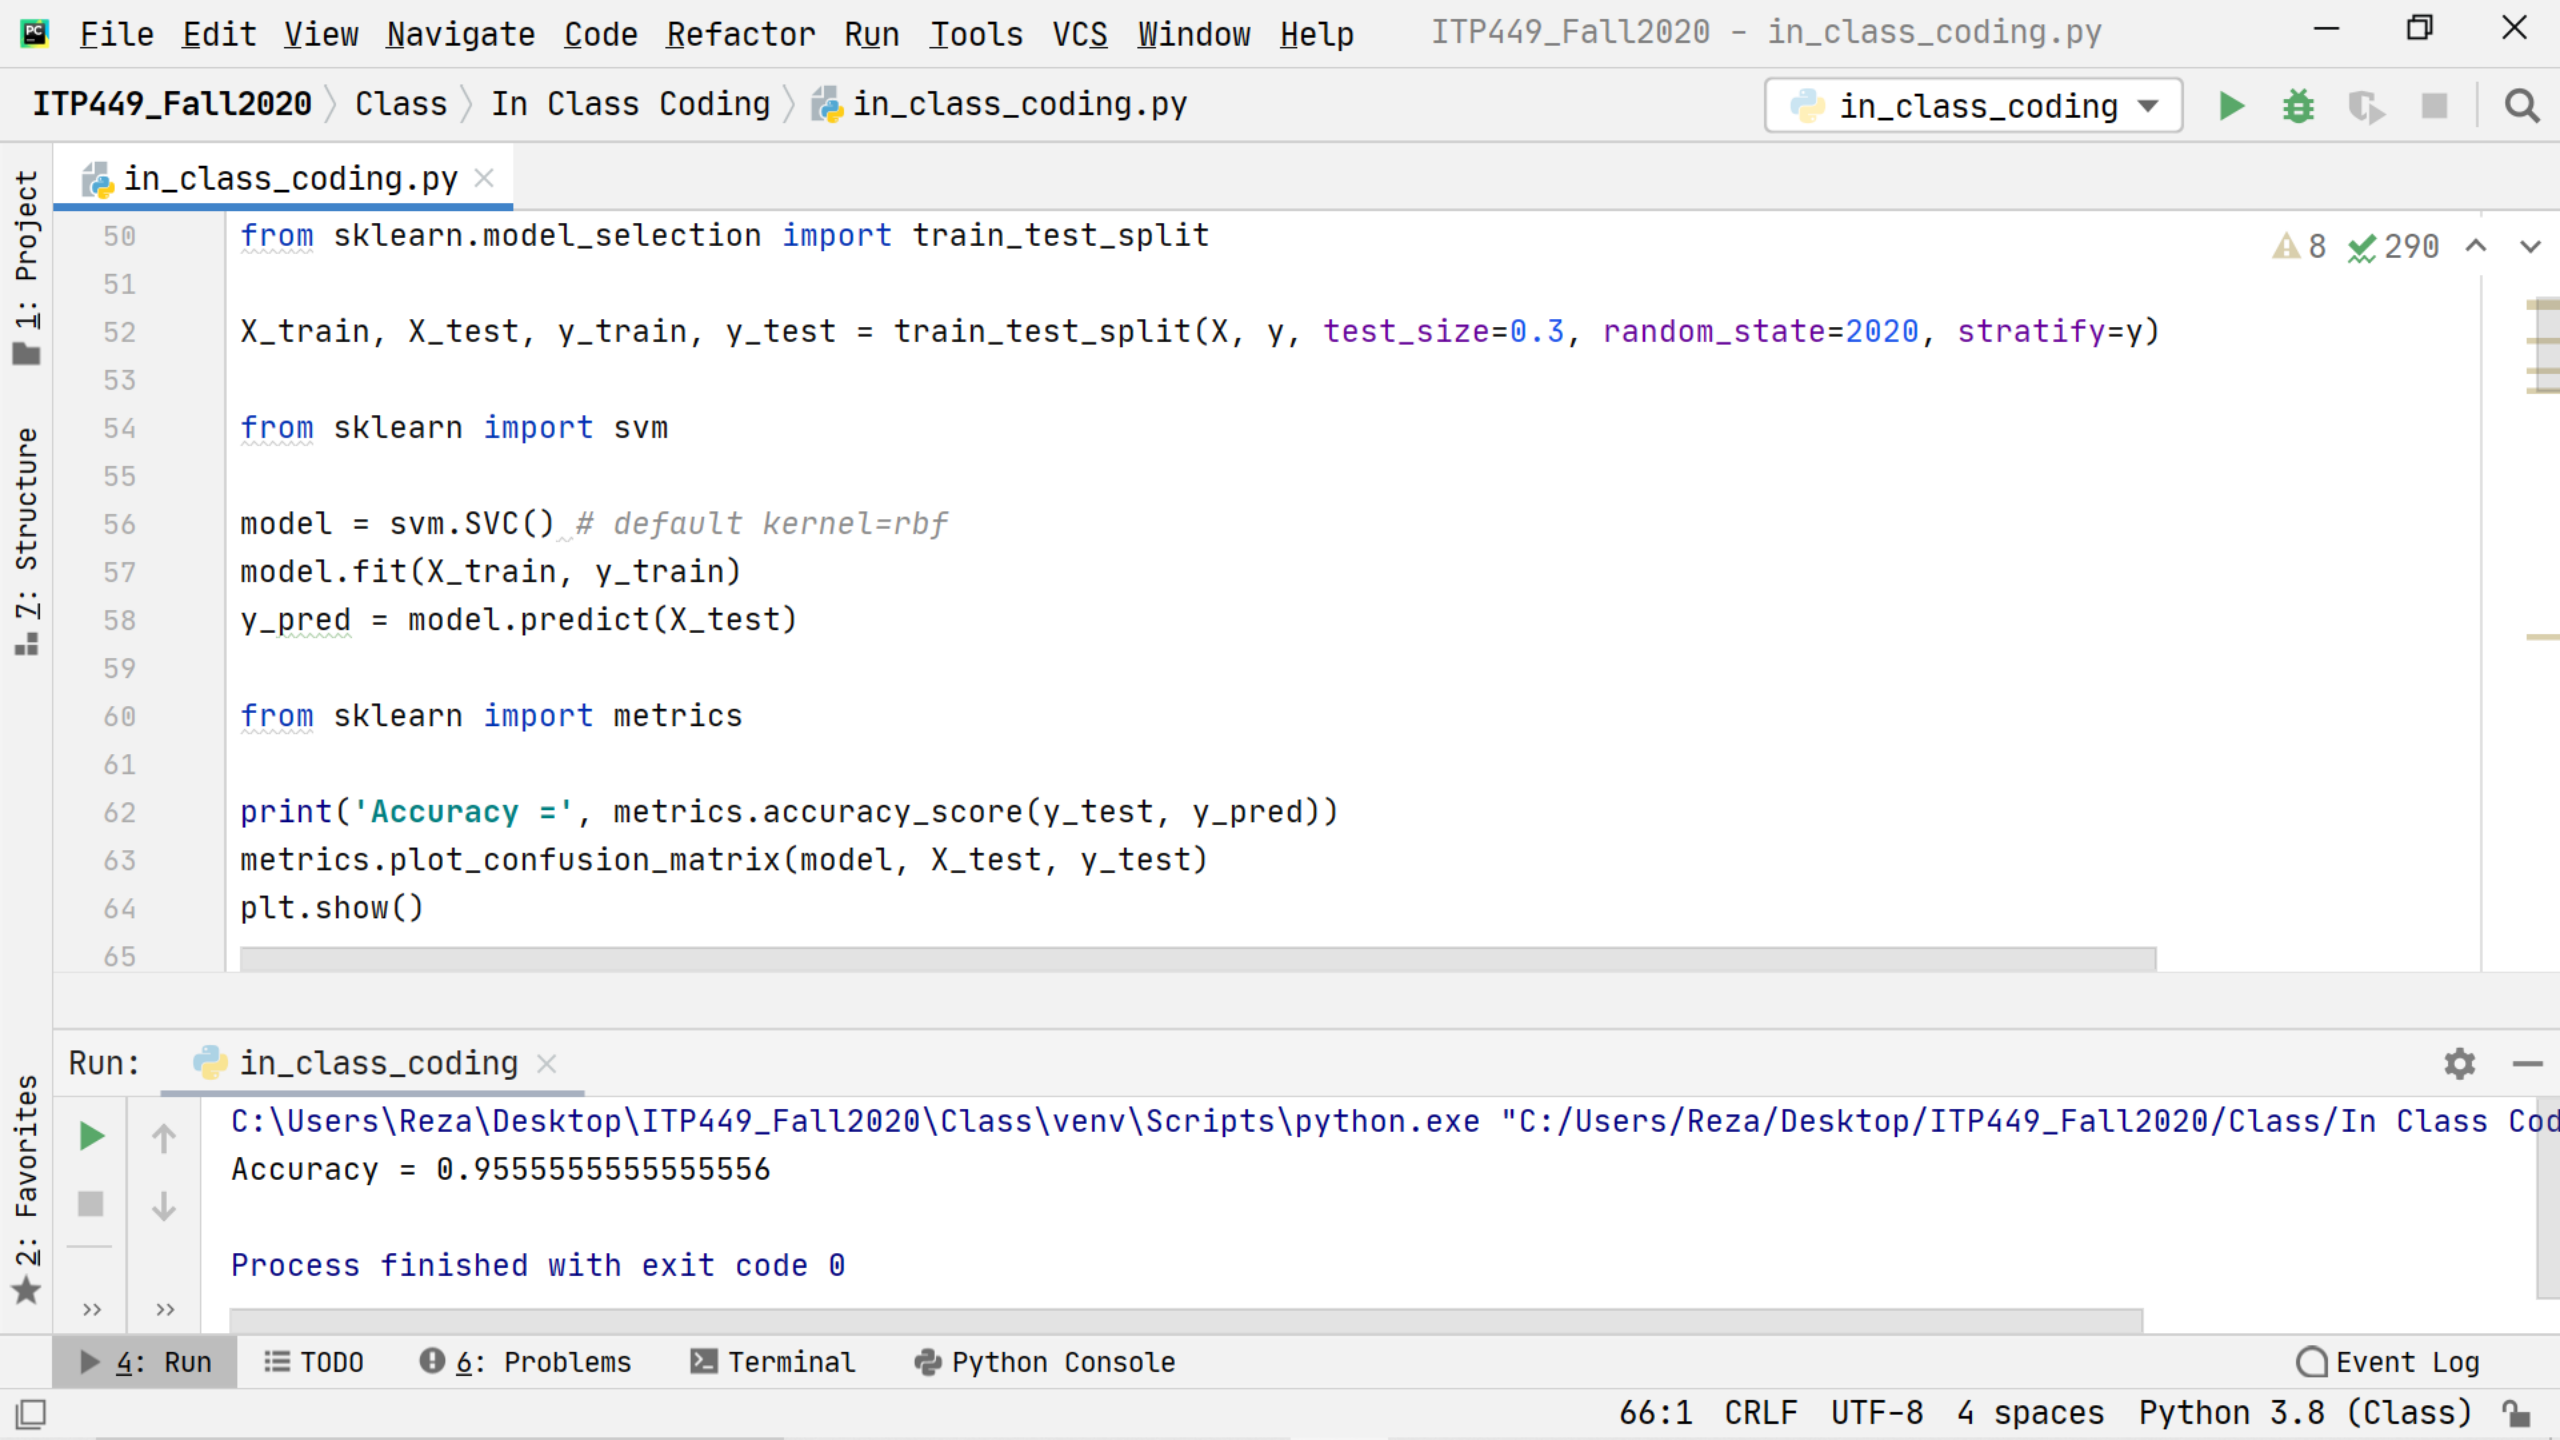 File Edit View Navigate Code Refactor Run Tools VCS Window Help ITP449_Fall2020 - in_class_coding.py
ITP449_Fall2020 Class In Class Coding in_class_coding.py in_class_coding
1: Project
7: Structure
2: Favorites
in_class_coding.py
8 290
50 from sklearn.model_selection import train_test_split
51
52 X_train, X_test, y_train, y_test = train_test_split(X, y, test_size=0.3, random_state=2020, stratify=y)
53
54 from sklearn import svm
55
56 model = svm.SVC() # default kernel=rbf
57 model.fit(X_train, y_train)
58 y_pred = model.predict(X_test)
59
60 from sklearn import metrics
61
62 print('Accuracy =', metrics.accuracy_score(y_test, y_pred))
63 metrics.plot_confusion_matrix(model, X_test, y_test)
64 plt.show()
65
Run: in_class_coding
C:\Users\Reza\Desktop\ITP449_Fall2020\Class\venv\Scripts\python.exe "C:/Users/Reza/Desktop/ITP449_Fall2020/Class/In Class Cod
Accuracy = 0.9555555555555556
Process finished with exit code 0
4: Run TODO 6: Problems Terminal Python Console Event Log
66:1 CRLF UTF-8 4 spaces Python 3.8 (Class)